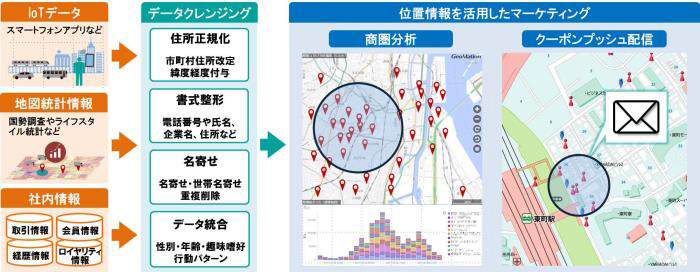 IoTデータ
スマートフォンアプリなど
地図統計情報
国勢調査やライフス
タイル統計など
社内情報
取引情報
会員情報
経歴情報
ロイヤリティ
情報
データクレンジング
住所正規化
市町村住所改定
緯度経度付与
書式整形
電話番号や氏名、
企業名、住所など
名寄せ
名寄せ・世帯名寄せ
重複削除
データ統合
性別・年齢・趣味嗜好
行動パターン
位置情報を活用したマーケティング
商圏分析
GeoMation
クーポンプッシュ配信
東町駅